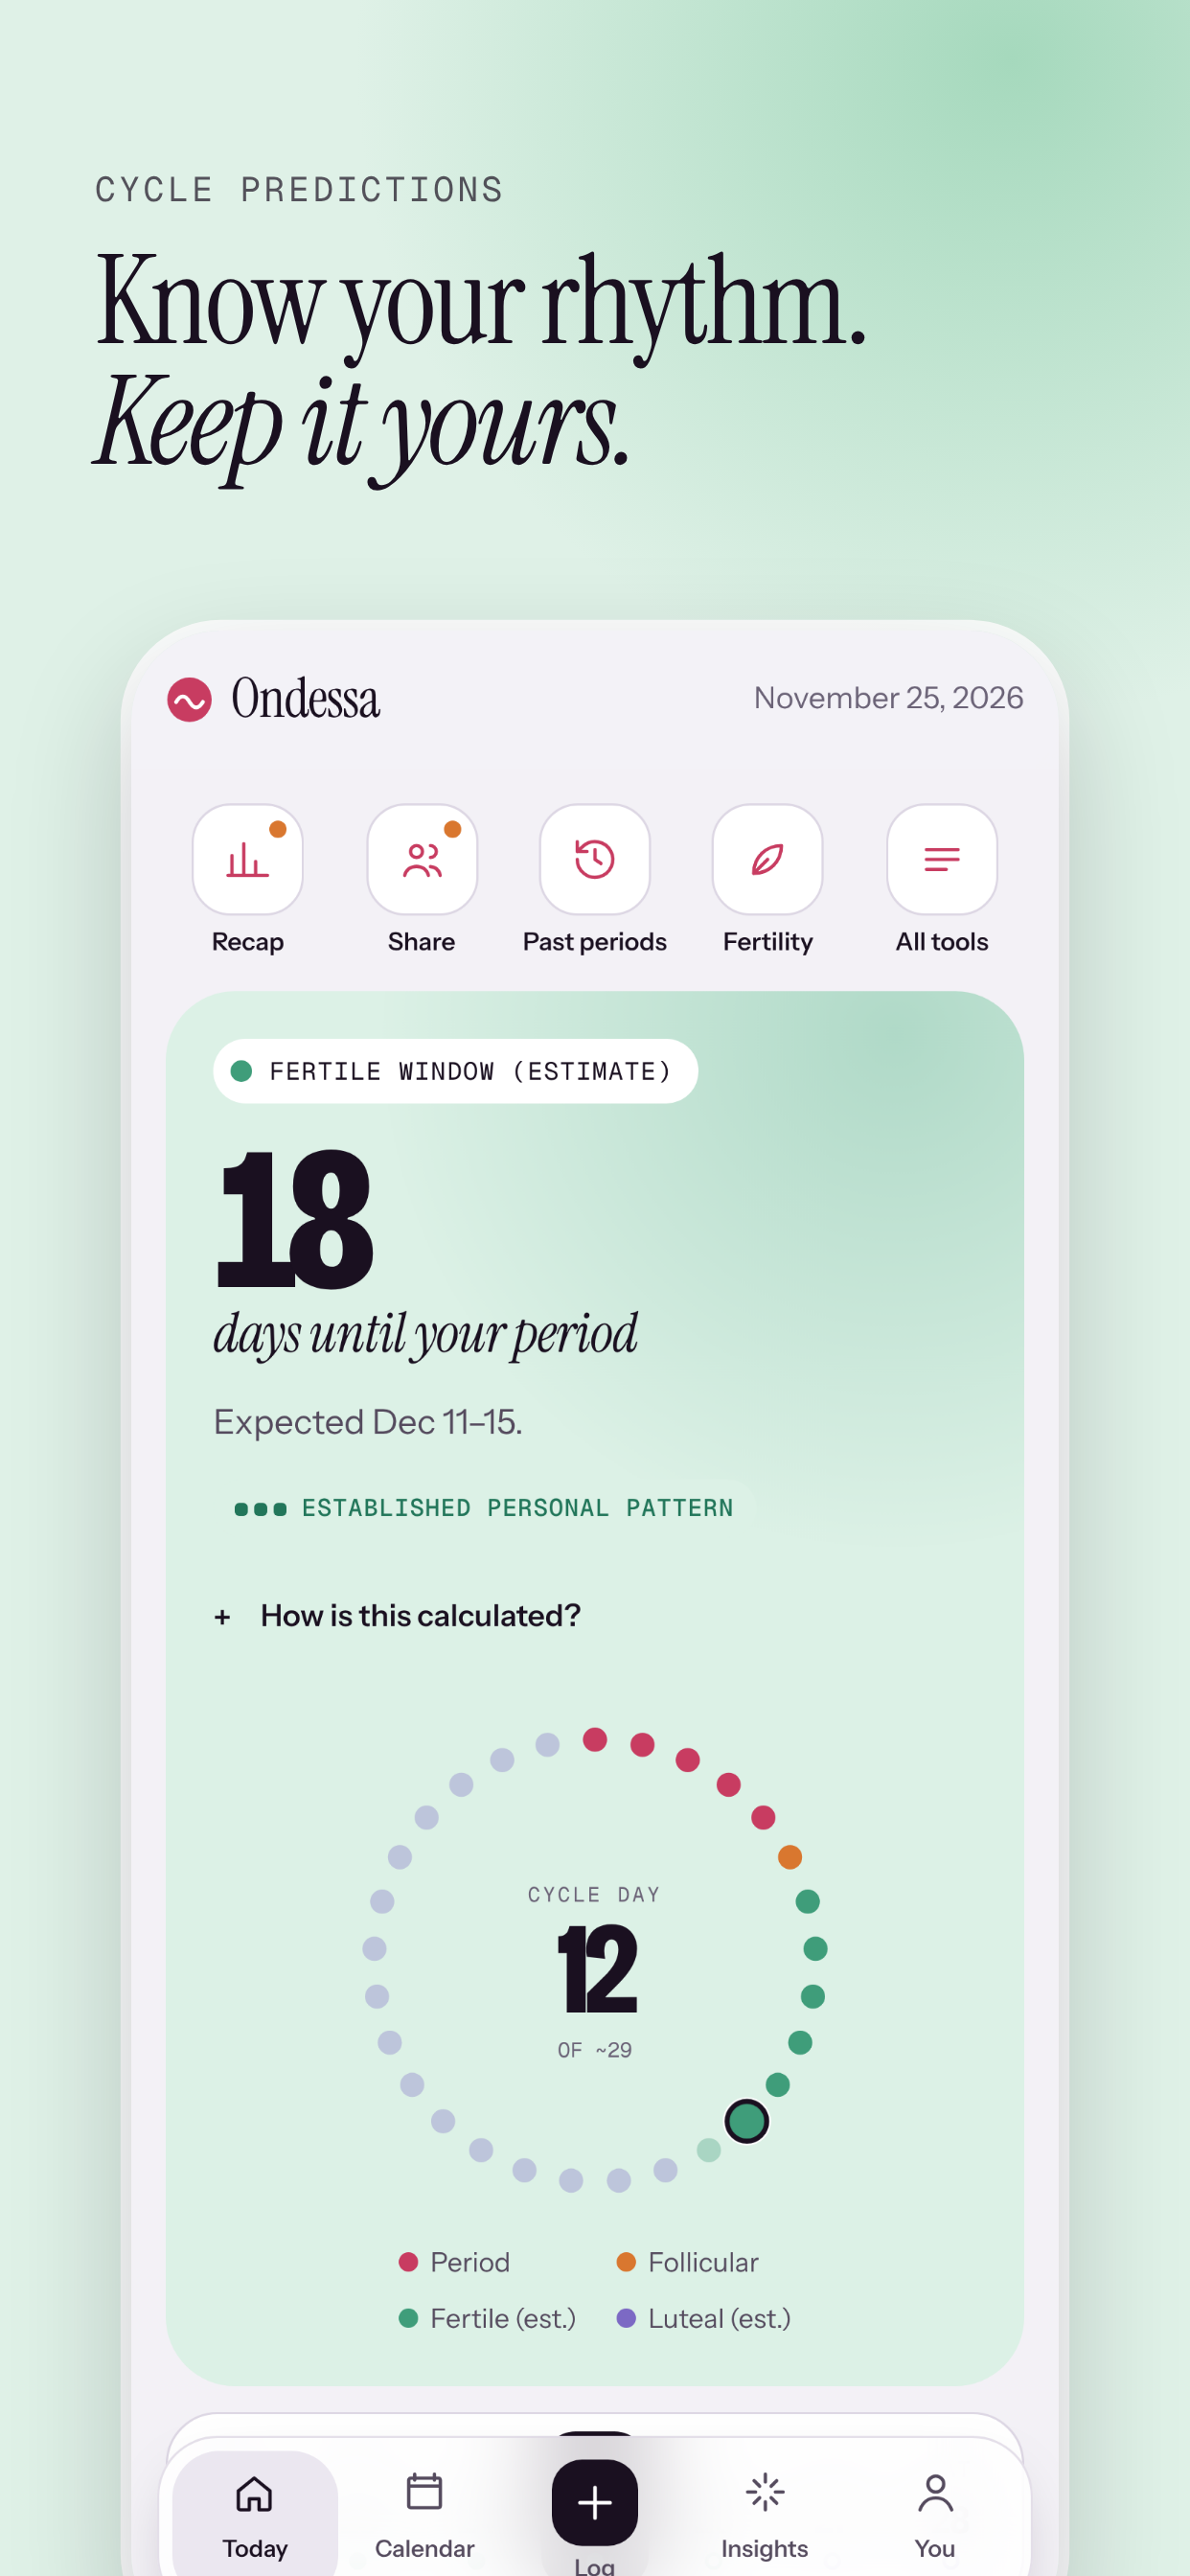 CYCLE PREDICTIONS
Know your rhythm.
Keep it yours.
Ondessa
November 25, 2026
Recap
Share
Past periods
Fertility
All tools
FERTILE WINDOW (ESTIMATE)
18
days until your period
Expected Dec 11–15.
ESTABLISHED PERSONAL PATTERN
+ How is this calculated?
CYCLE DAY
12
OF ~29
Period
Follicular
Fertile (est.)
Luteal (est.)
Today
Calendar
Log
Insights
You